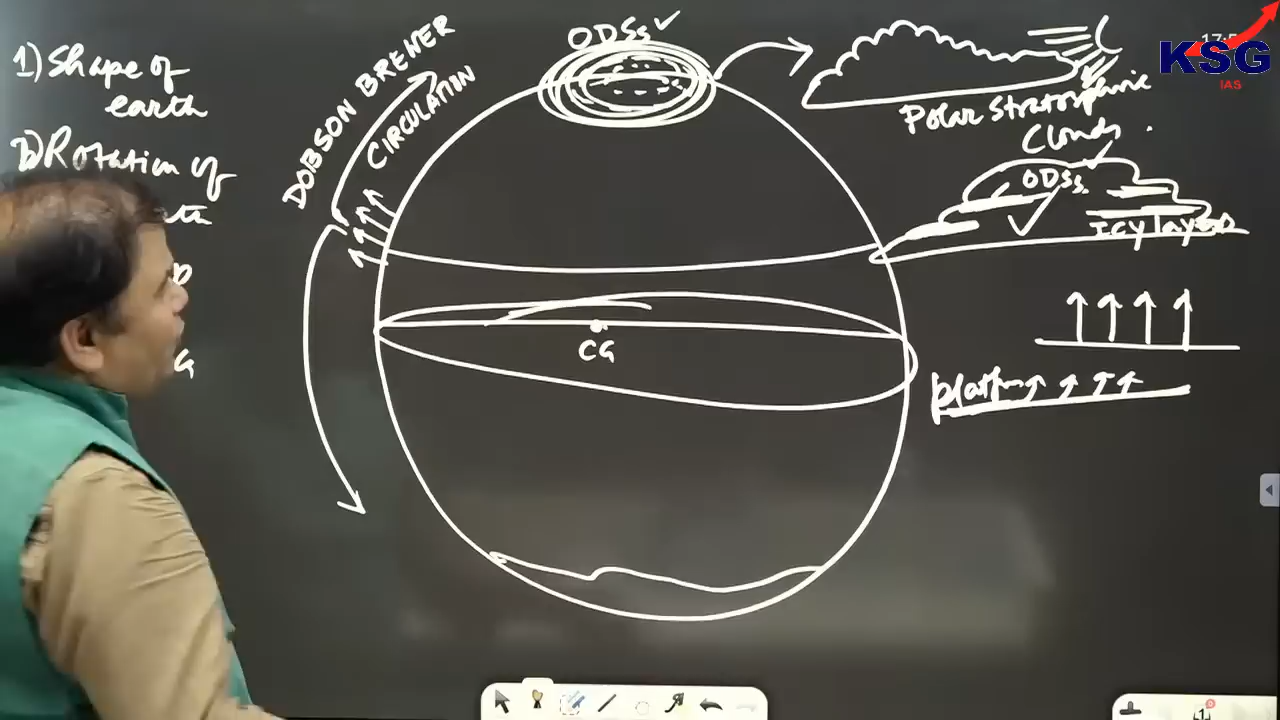 1) Shape of
earth
2) Rotation of
ODSs
DOBSON BREWER
CIRCULATION
Polar stratospheric
Clouds.
ODSs.
Icy layers
CG
G
KSG
IAS